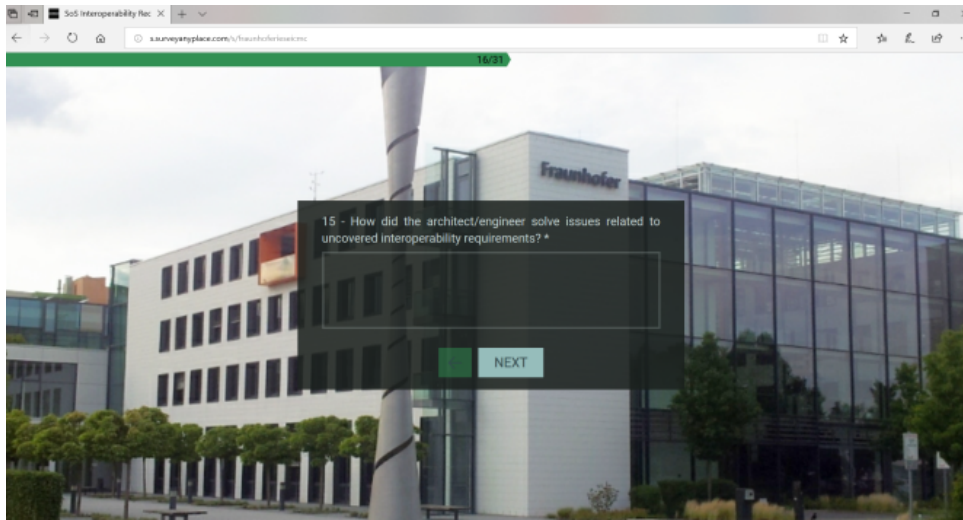 SoS Interoperability Rec
s.surveyanyplace.com/s/fraunhoferieseicmc
16/31
Fraunhofer
15 - How did the architect/engineer solve issues related to
uncovered interoperability requirements? *
NEXT